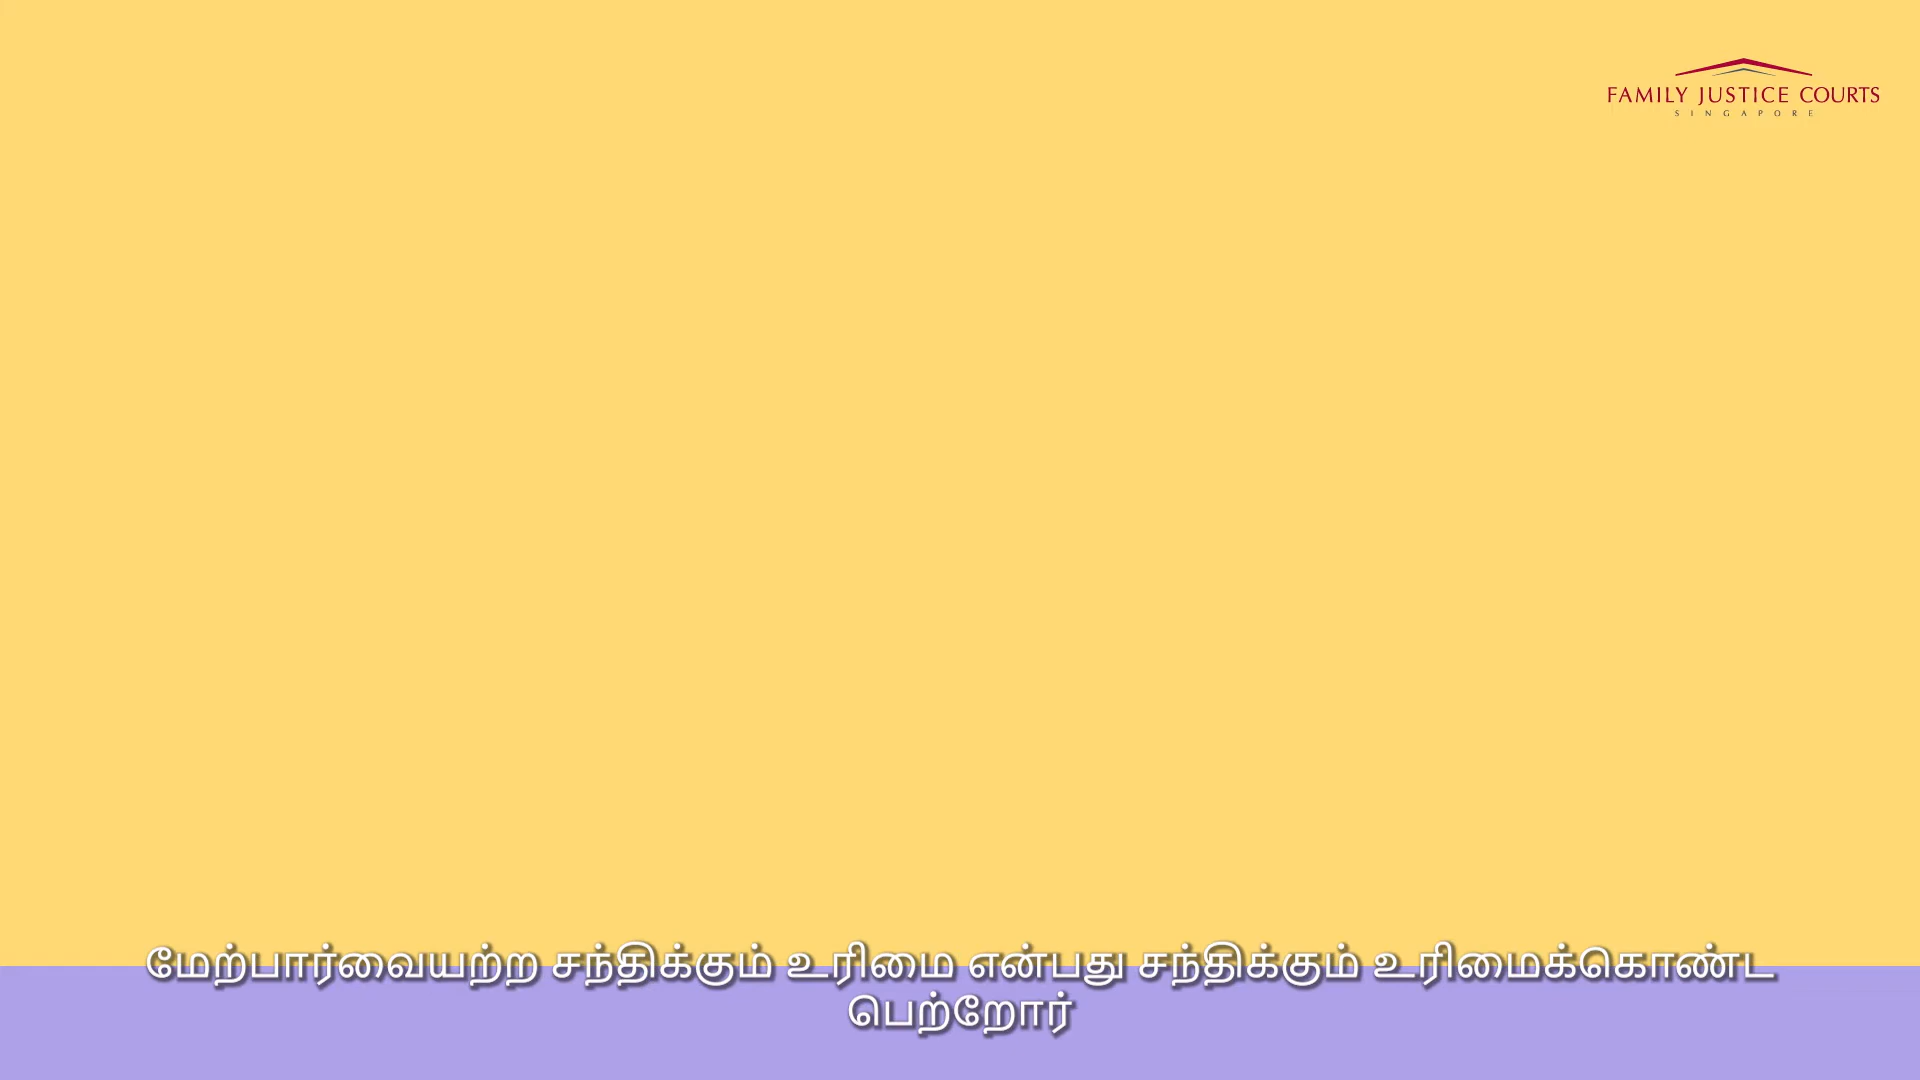 FAMILY JUSTICE COURTS
SINGAPORE
மேற்பார்வையற்ற சந்திக்கும் உரிமை என்பது சந்திக்கும் உரிமைக்கொண்ட
பெற்றோர்